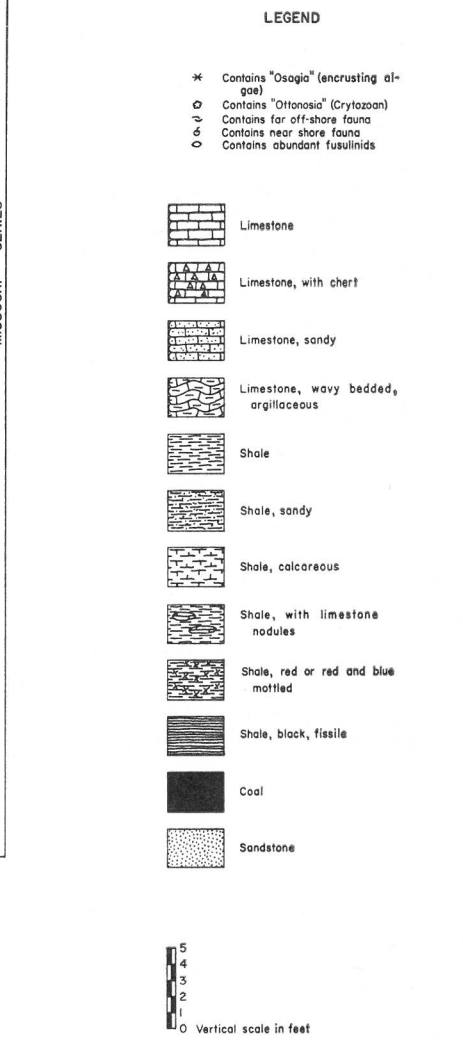 LEGEND
Contains "Osagia" (encrusting al-
gae)
Contains "Ottonosia" (Crytozoan)
Contains far off-shore fauna
Contains near shore fauna
Contains abundant fusulinids
Limestone
Limestone, with chert
Limestone, sandy
Limestone, wavy bedded,
argillaceous
Shale
Shale, sandy
Shale, calcareous
Shale, with limestone
nodules
Shale, red or red and blue
mottled
Shale, black, fissile
Coal
Sandstone
5
4
3
2
1
0 Vertical scale in feet